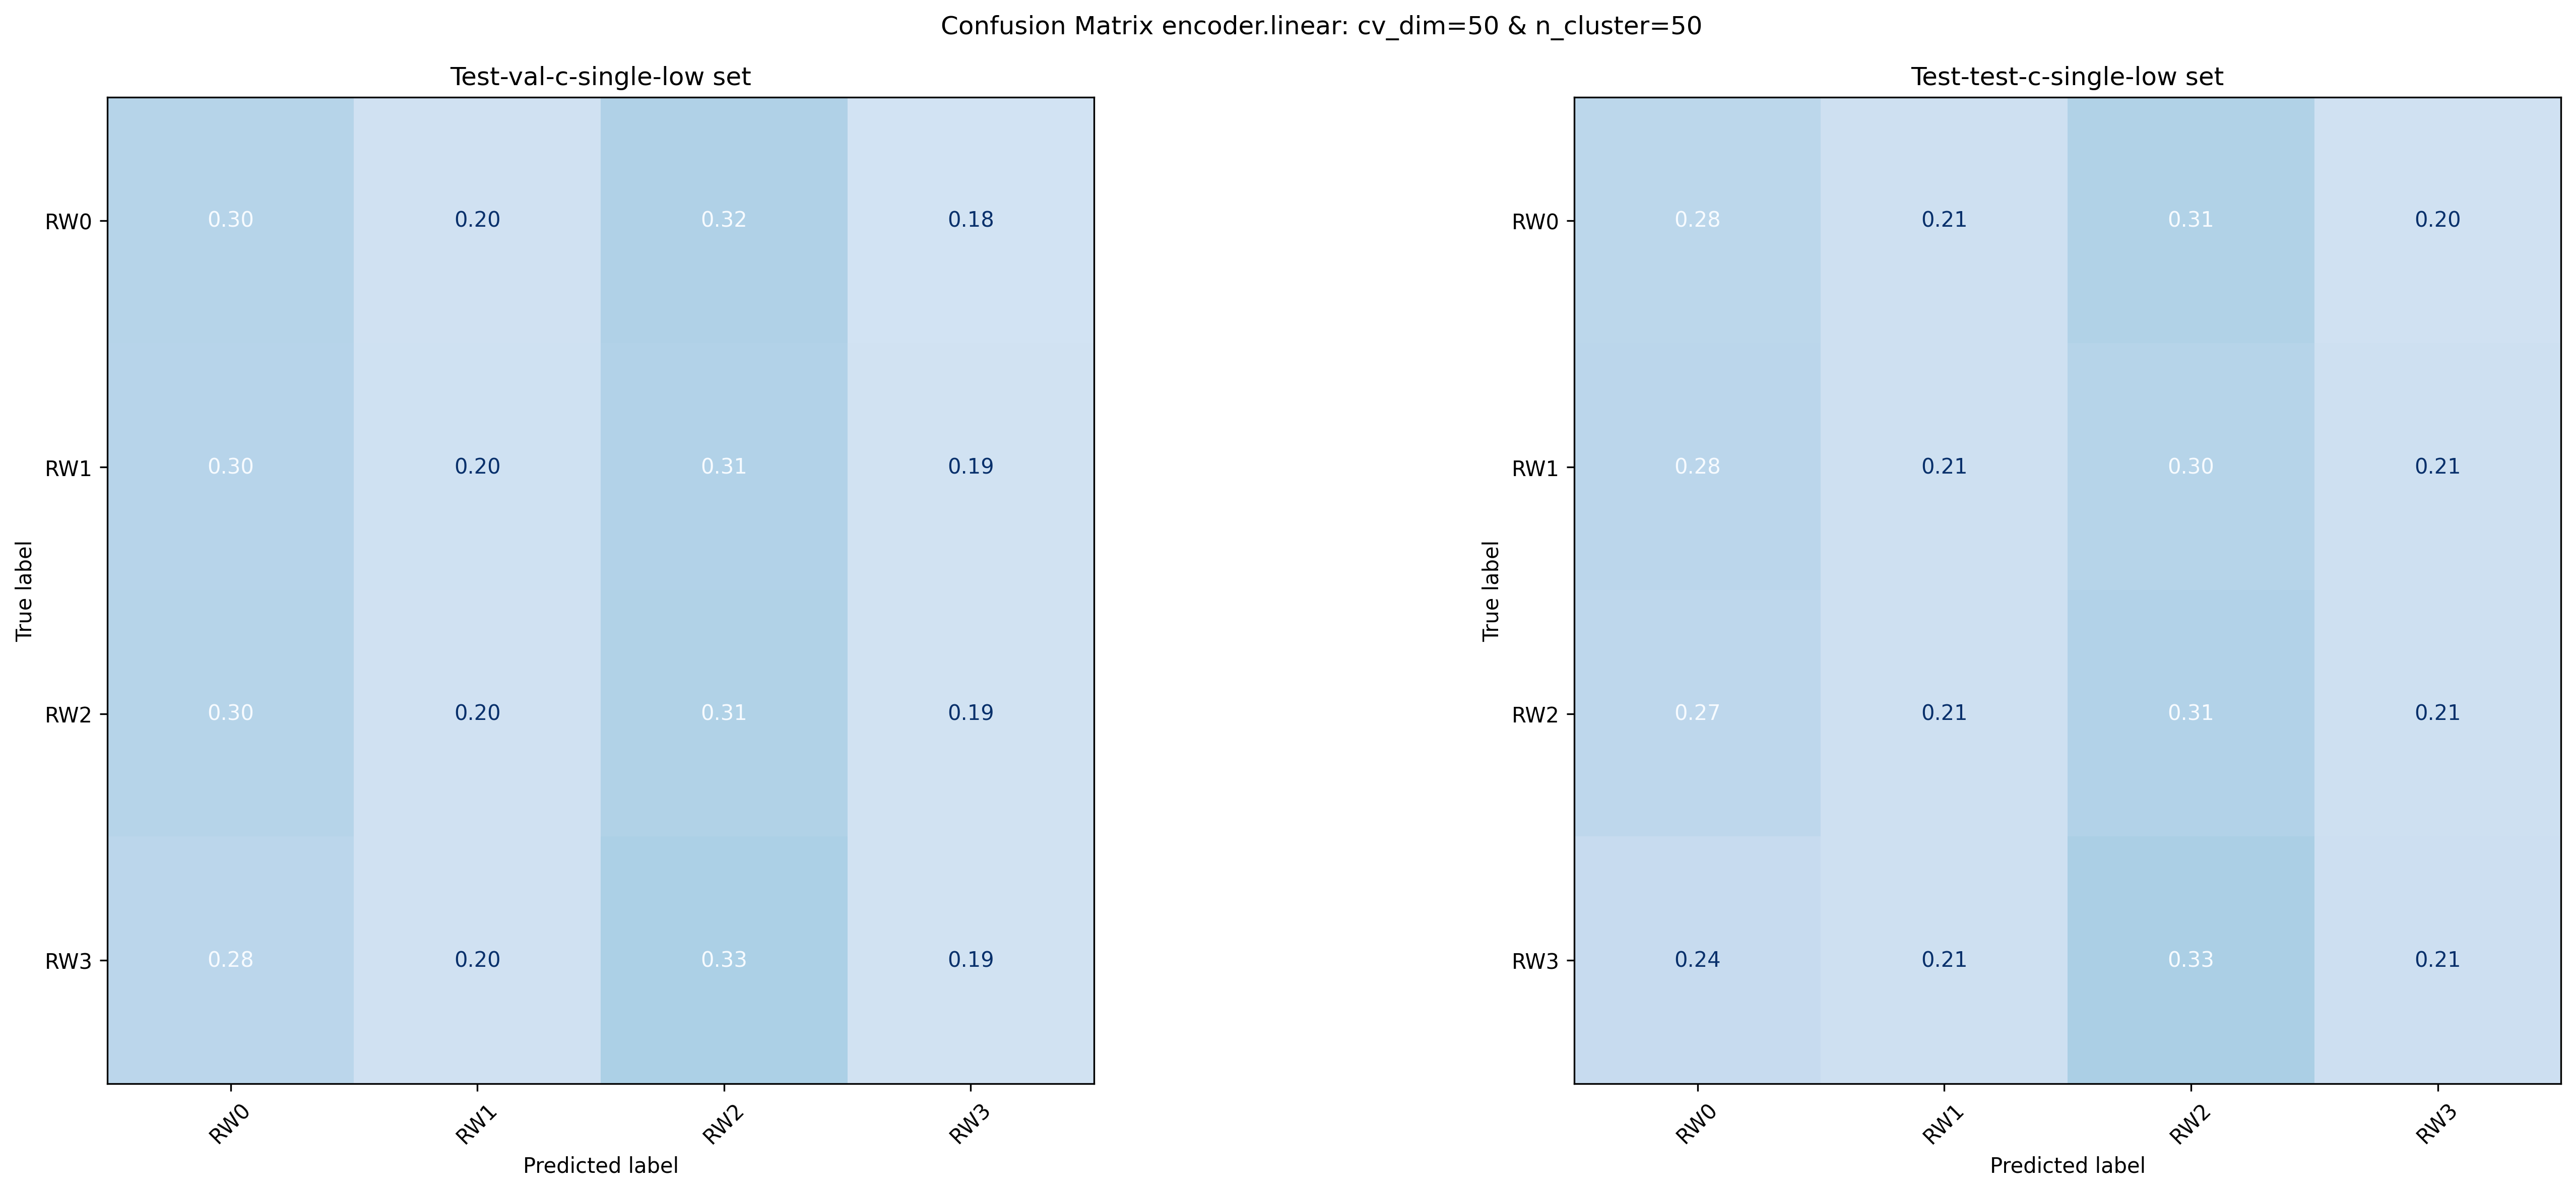 Confusion Matrix encoder.linear: cv_dim=50 & n_cluster=50
Test-val-c-single-low set
True label
RW0 0.30 0.20 0.32 0.18
RW1 0.30 0.20 0.31 0.19
RW2 0.30 0.20 0.31 0.19
RW3 0.28 0.20 0.33 0.19
RW0 RW1 RW2 RW3
Predicted label
Test-test-c-single-low set
True label
RW0 0.28 0.21 0.31 0.20
RW1 0.28 0.21 0.30 0.21
RW2 0.27 0.21 0.31 0.21
RW3 0.24 0.21 0.33 0.21
RW0 RW1 RW2 RW3
Predicted label